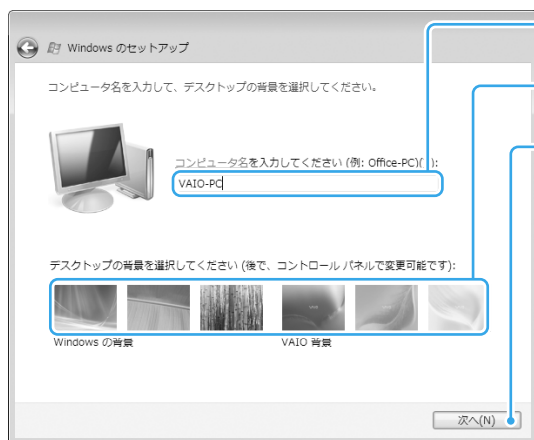 Windows のセットアップ
コンピュータ名を入力して、デスクトップの背景を選択してください。
コンピュータ名を入力してください (例: Office-PC)( ):
VAIO-PC
デスクトップの背景を選択してください (後で、コントロール パネルで変更可能です):
Windows の背景
VAIO 背景
次へ(N)